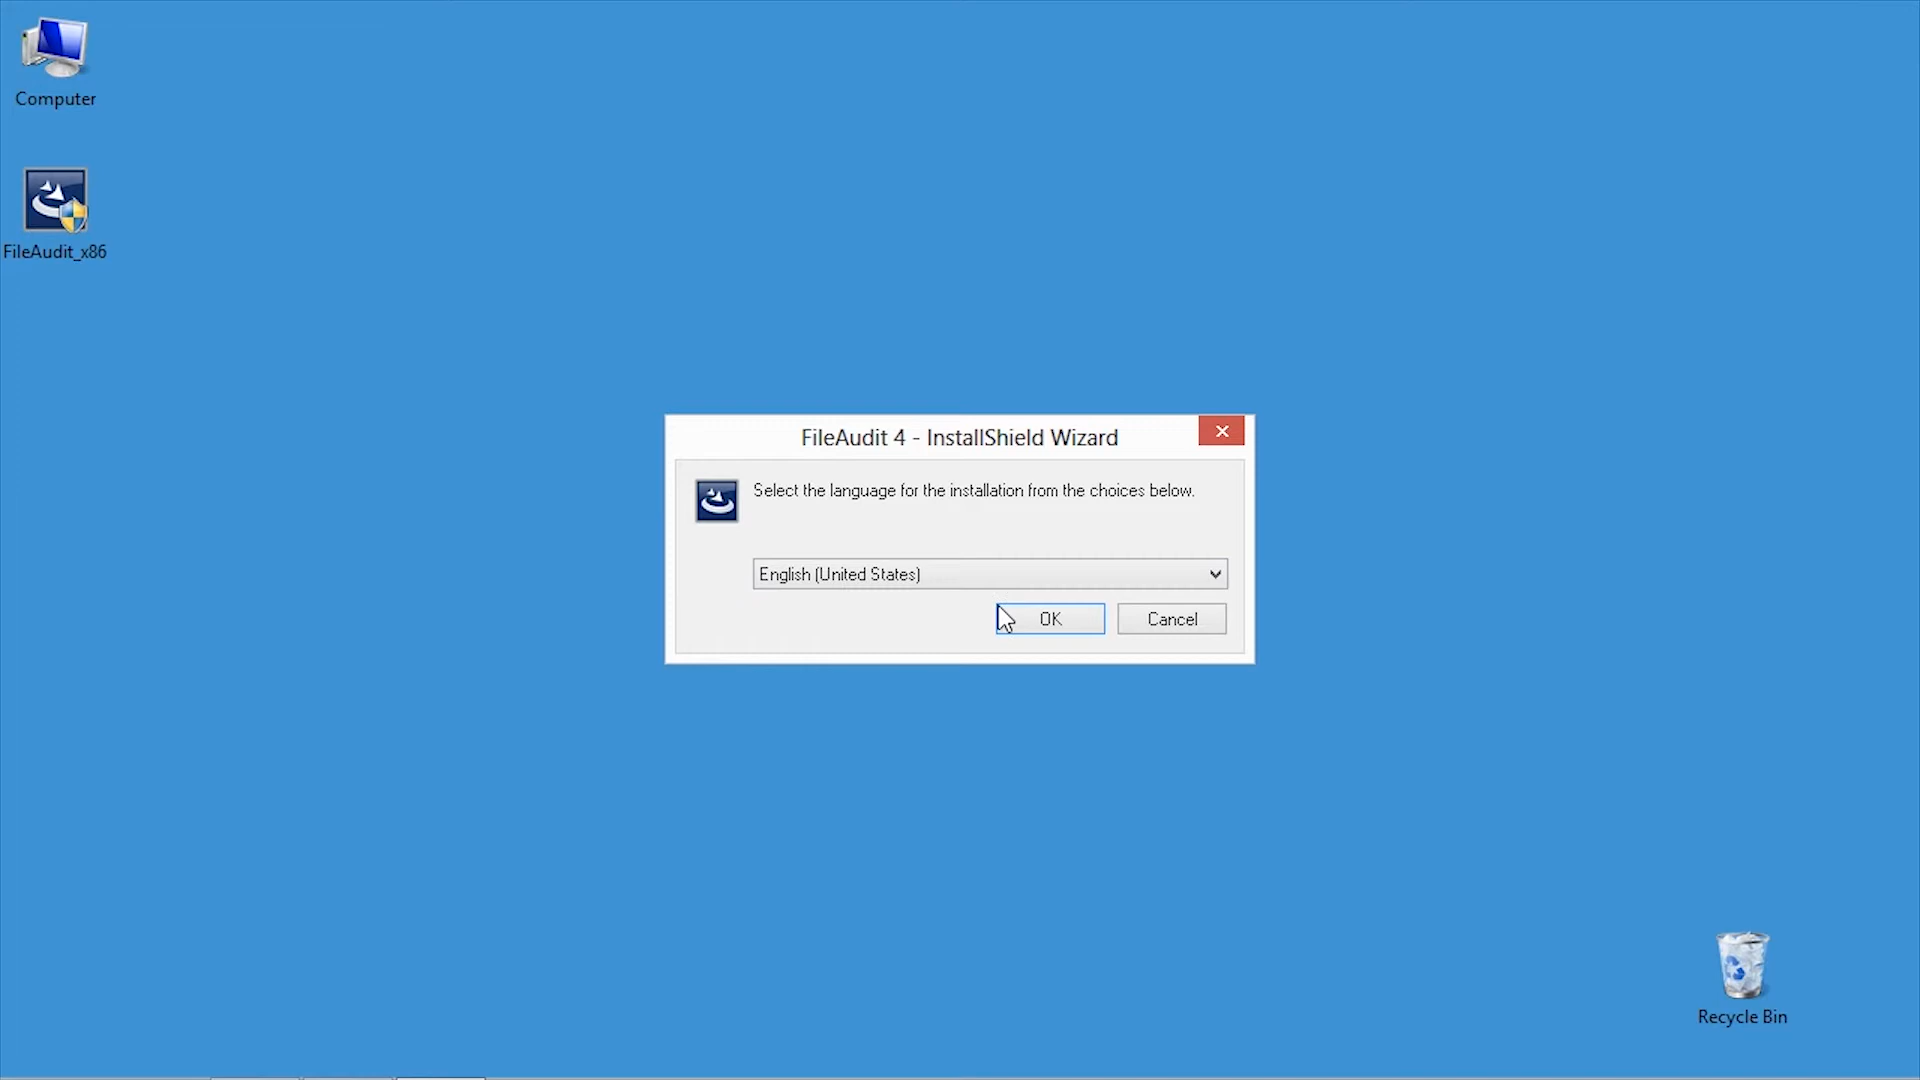 Computer
FileAudit_x86
FileAudit 4 - InstallShield Wizard
Select the language for the installation from the choices below.
English (United States)
OK
Cancel
Recycle Bin